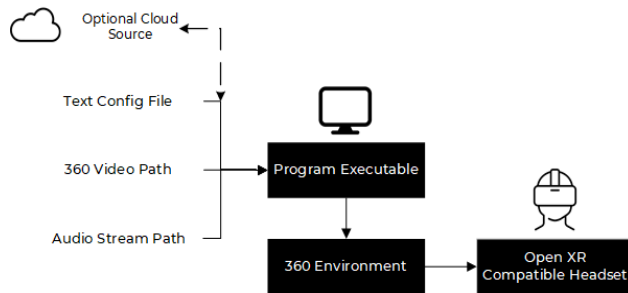 Optional Cloud
Source
Text Config File
360 Video Path
Program Executable
Audio Stream Path
360 Environment
Open XR
Compatible Headset